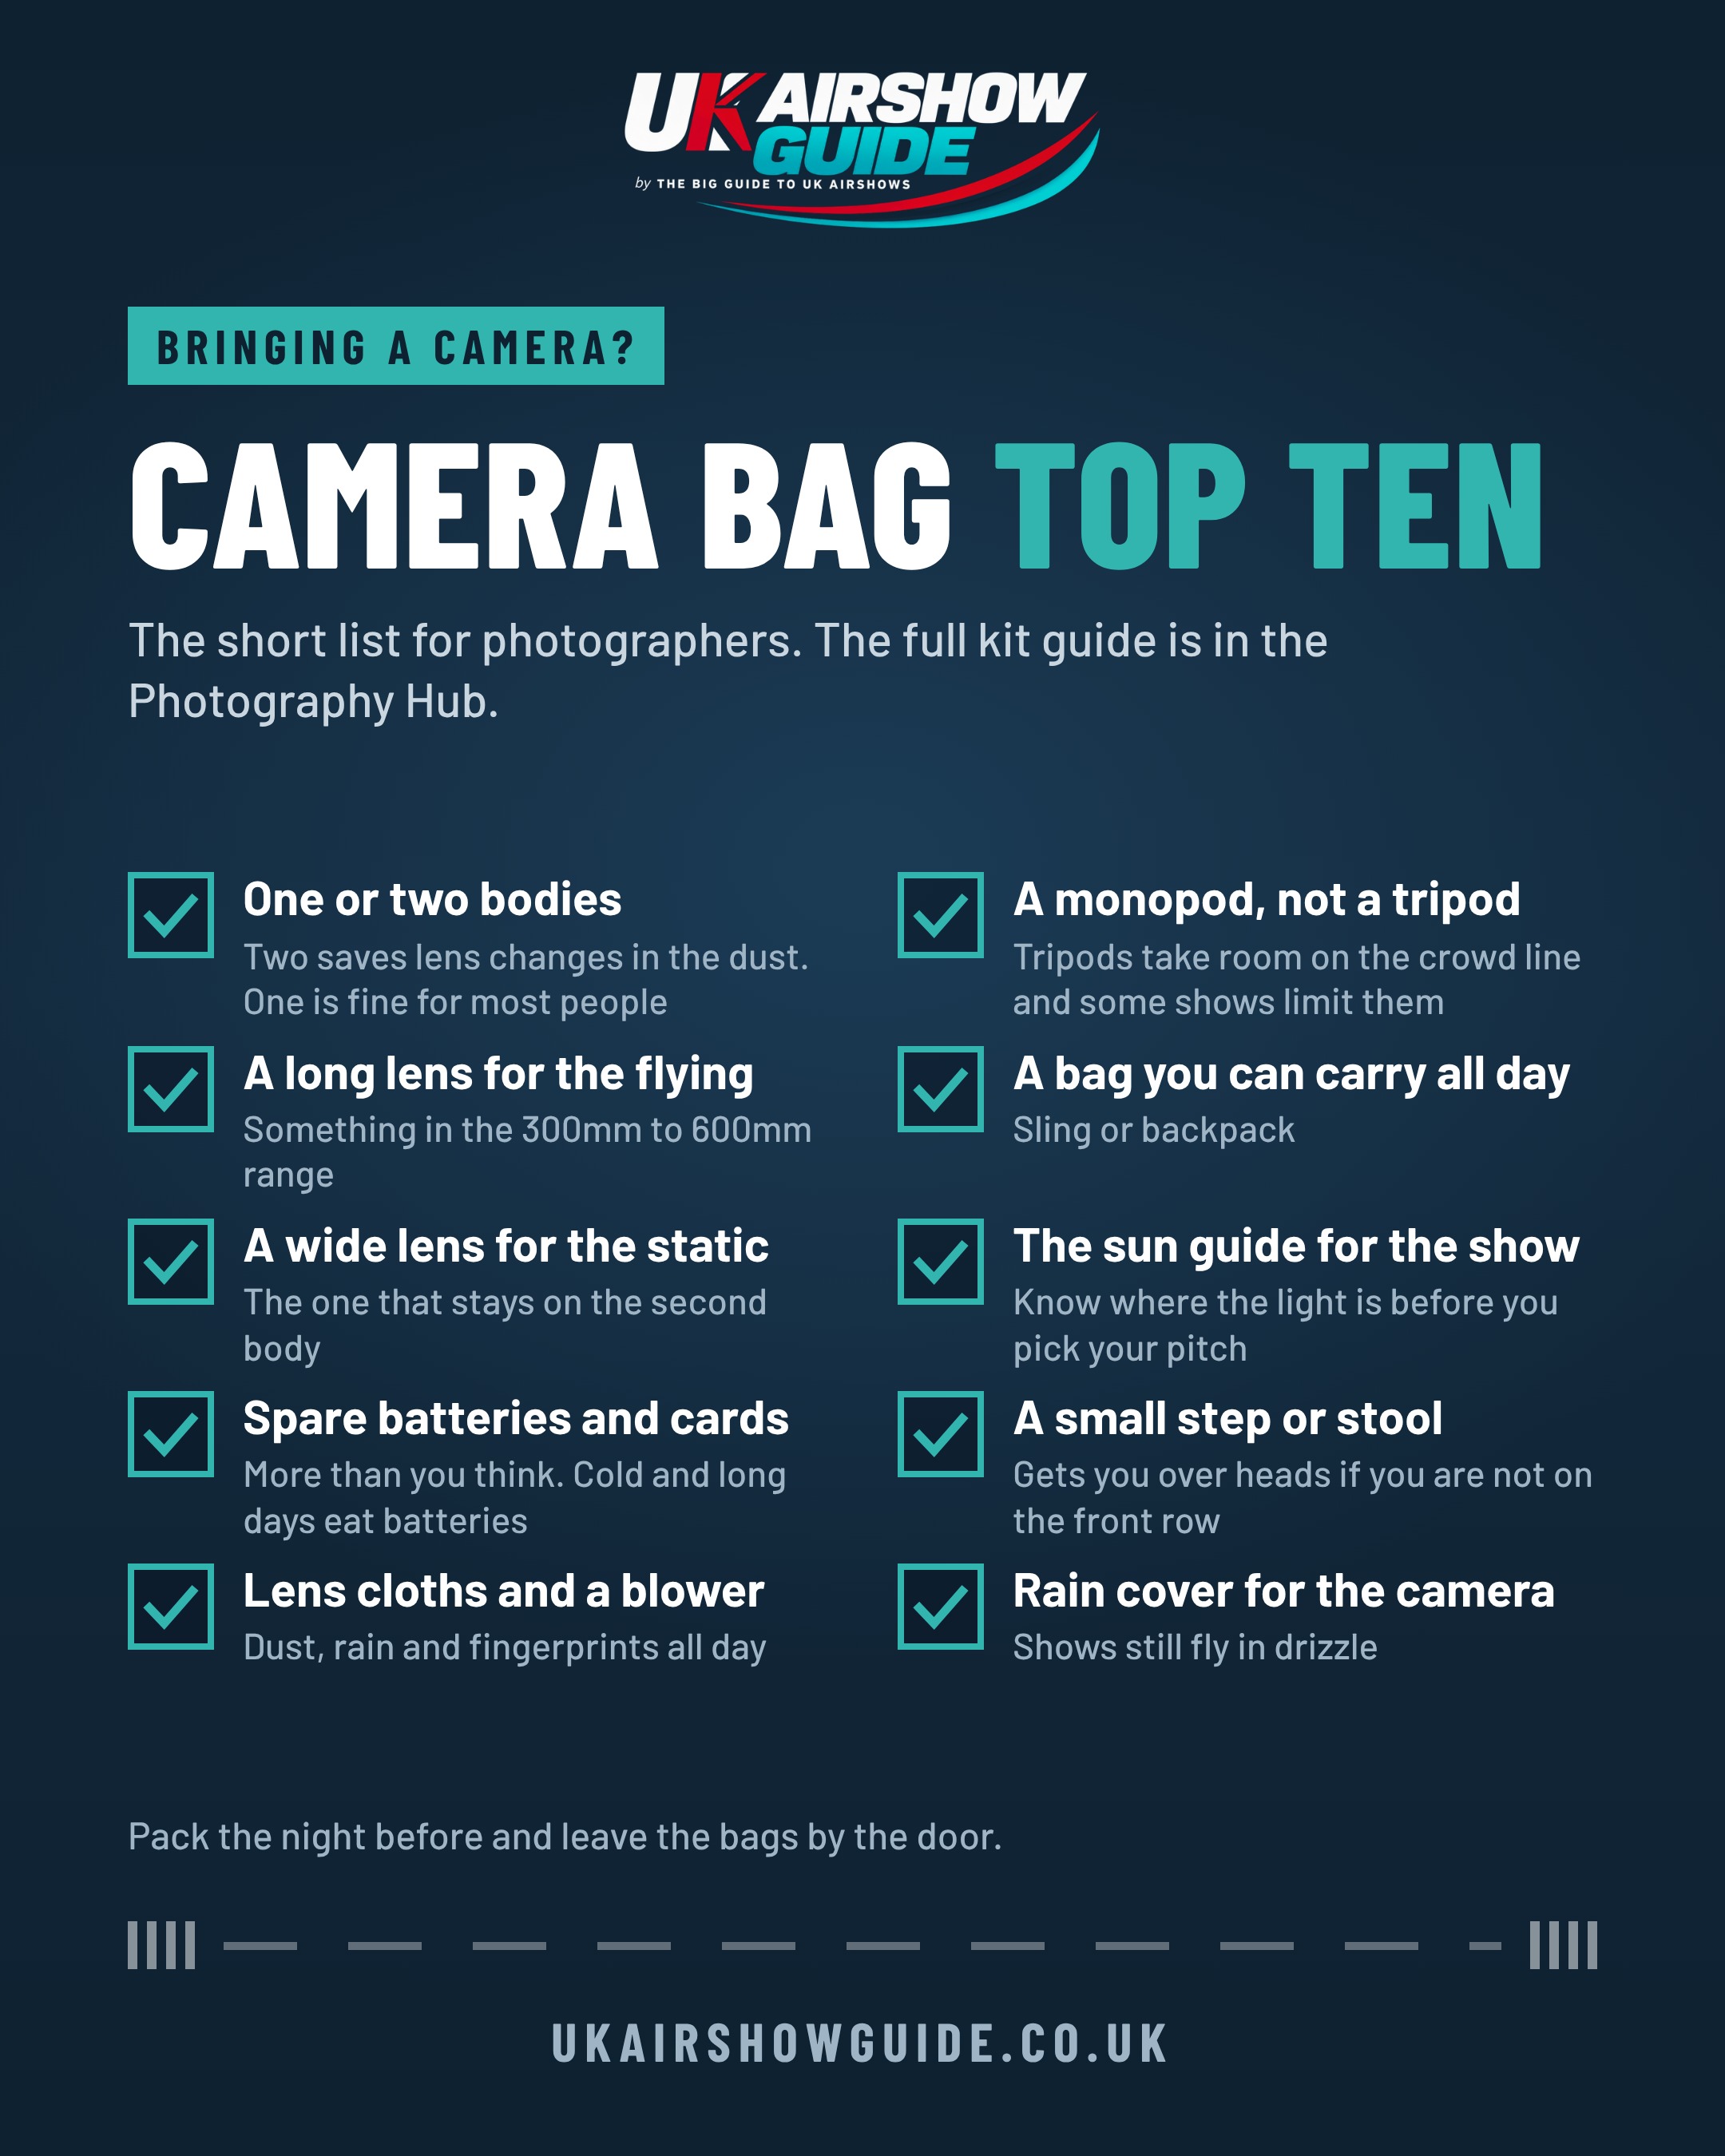 UK AIRSHOW
GUIDE
by THE BIG GUIDE TO UK AIRSHOWS
BRINGING A CAMERA?
CAMERA BAG TOP TEN
The short list for photographers. The full kit guide is in the
Photography Hub.
One or two bodies
Two saves lens changes in the dust.
One is fine for most people
A long lens for the flying
Something in the 300mm to 600mm
range
A wide lens for the static
The one that stays on the second
body
Spare batteries and cards
More than you think. Cold and long
days eat batteries
Lens cloths and a blower
Dust, rain and fingerprints all day
A monopod, not a tripod
Tripods take room on the crowd line
and some shows limit them
A bag you can carry all day
Sling or backpack
The sun guide for the show
Know where the light is before you
pick your pitch
A small step or stool
Gets you over heads if you are not on
the front row
Rain cover for the camera
Shows still fly in drizzle
Pack the night before and leave the bags by the door.
UKAIRSHOWGUIDE.CO.UK